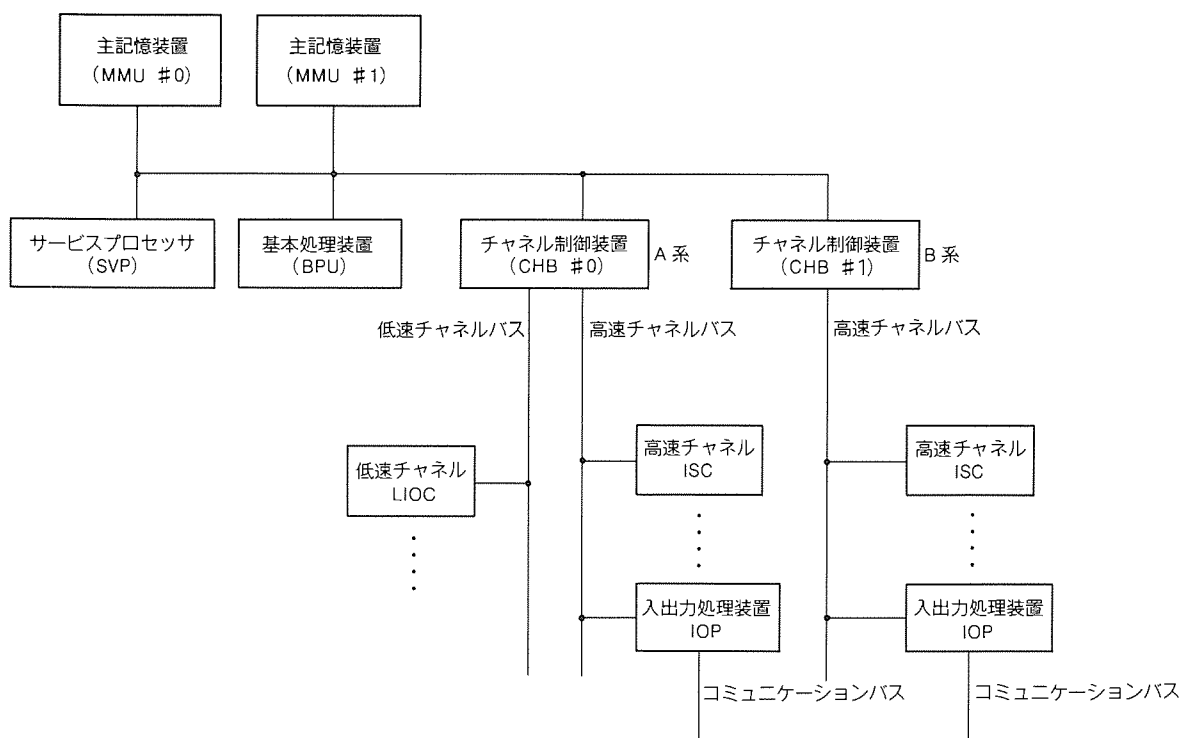 主記憶装置
(MMU #0)
主記憶装置
(MMU #1)
サービスプロセッサ
(SVP)
基本処理装置
(BPU)
チャネル制御装置
(CHB #0)
A 系
チャネル制御装置
(CHB #1)
B 系
低速チャネルバス
高速チャネルバス
高速チャネルバス
低速チャネル
LIOC
高速チャネル
ISC
高速チャネル
ISC
入出力処理装置
IOP
入出力処理装置
IOP
コミュニケーションバス
コミュニケーションバス